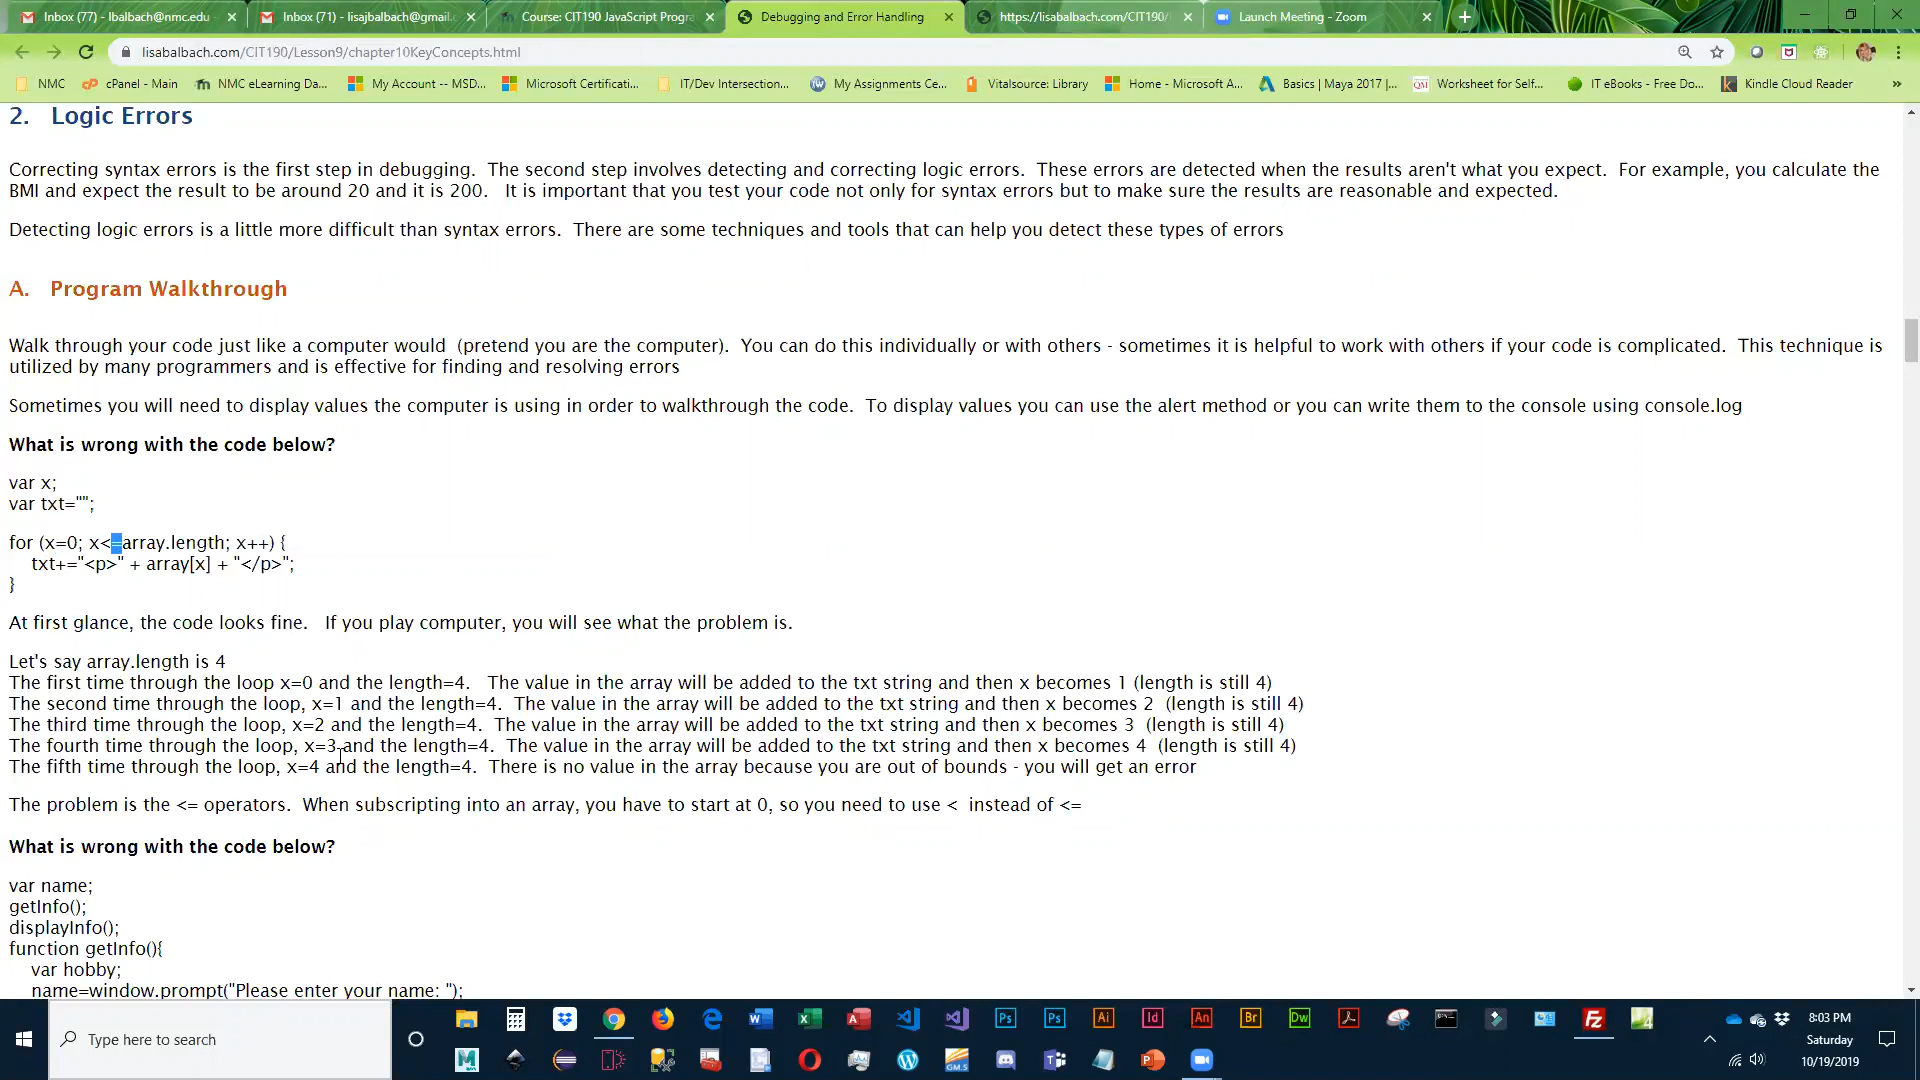 Inbox (77) - lbalbach@nmc.edu -
Inbox (71) - lisajbalbach@gmail.c
Course: CIT190 JavaScript Progra
Debugging and Error Handling
https://lisabalbach.com/CIT190/
Launch Meeting - Zoom
lisabalbach.com/CIT190/Lesson9/chapter10KeyConcepts.html
NMC
cPanel - Main
NMC eLearning Da...
My Account -- MSD...
Microsoft Certificati...
IT/Dev Intersection...
My Assignments Ce...
Vitalsource: Library
Home - Microsoft A...
Basics | Maya 2017 |...
Worksheet for Self...
IT eBooks - Free Do...
Kindle Cloud Reader
»
2. Logic Errors
Correcting syntax errors is the first step in debugging. The second step involves detecting and correcting logic errors. These errors are detected when the results aren't what you expect. For example, you calculate the
BMI and expect the result to be around 20 and it is 200. It is important that you test your code not only for syntax errors but to make sure the results are reasonable and expected.
Detecting logic errors is a little more difficult than syntax errors. There are some techniques and tools that can help you detect these types of errors
A. Program Walkthrough
Walk through your code just like a computer would (pretend you are the computer). You can do this individually or with others - sometimes it is helpful to work with others if your code is complicated. This technique is
utilized by many programmers and is effective for finding and resolving errors
Sometimes you will need to display values the computer is using in order to walkthrough the code. To display values you can use the alert method or you can write them to the console using console.log
What is wrong with the code below?
var x;
var txt="";
for (x=0; x<=array.length; x++) {
txt+="<p>" + array[x] + "</p>";
}
At first glance, the code looks fine. If you play computer, you will see what the problem is.
Let's say array.length is 4
The first time through the loop x=0 and the length=4. The value in the array will be added to the txt string and then x becomes 1 (length is still 4)
The second time through the loop, x=1 and the length=4. The value in the array will be added to the txt string and then x becomes 2 (length is still 4)
The third time through the loop, x=2 and the length=4. The value in the array will be added to the txt string and then x becomes 3 (length is still 4)
The fourth time through the loop, x=3 and the length=4. The value in the array will be added to the txt string and then x becomes 4 (length is still 4)
The fifth time through the loop, x=4 and the length=4. There is no value in the array because you are out of bounds - you will get an error
The problem is the <= operators. When subscripting into an array, you have to start at 0, so you need to use < instead of <=
What is wrong with the code below?
var name;
getInfo();
displayInfo();
function getInfo(){
var hobby;
name=window.prompt("Please enter your name: ");
Type here to search
8:03 PM
Saturday
10/19/2019